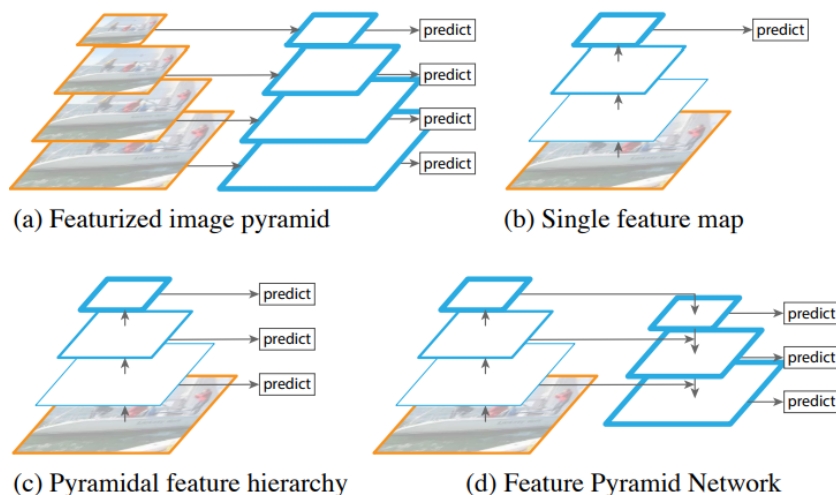 predict
predict
predict
predict
predict
(a) Featurized image pyramid
(b) Single feature map
predict
predict
predict
predict
predict
predict
(c) Pyramidal feature hierarchy
(d) Feature Pyramid Network